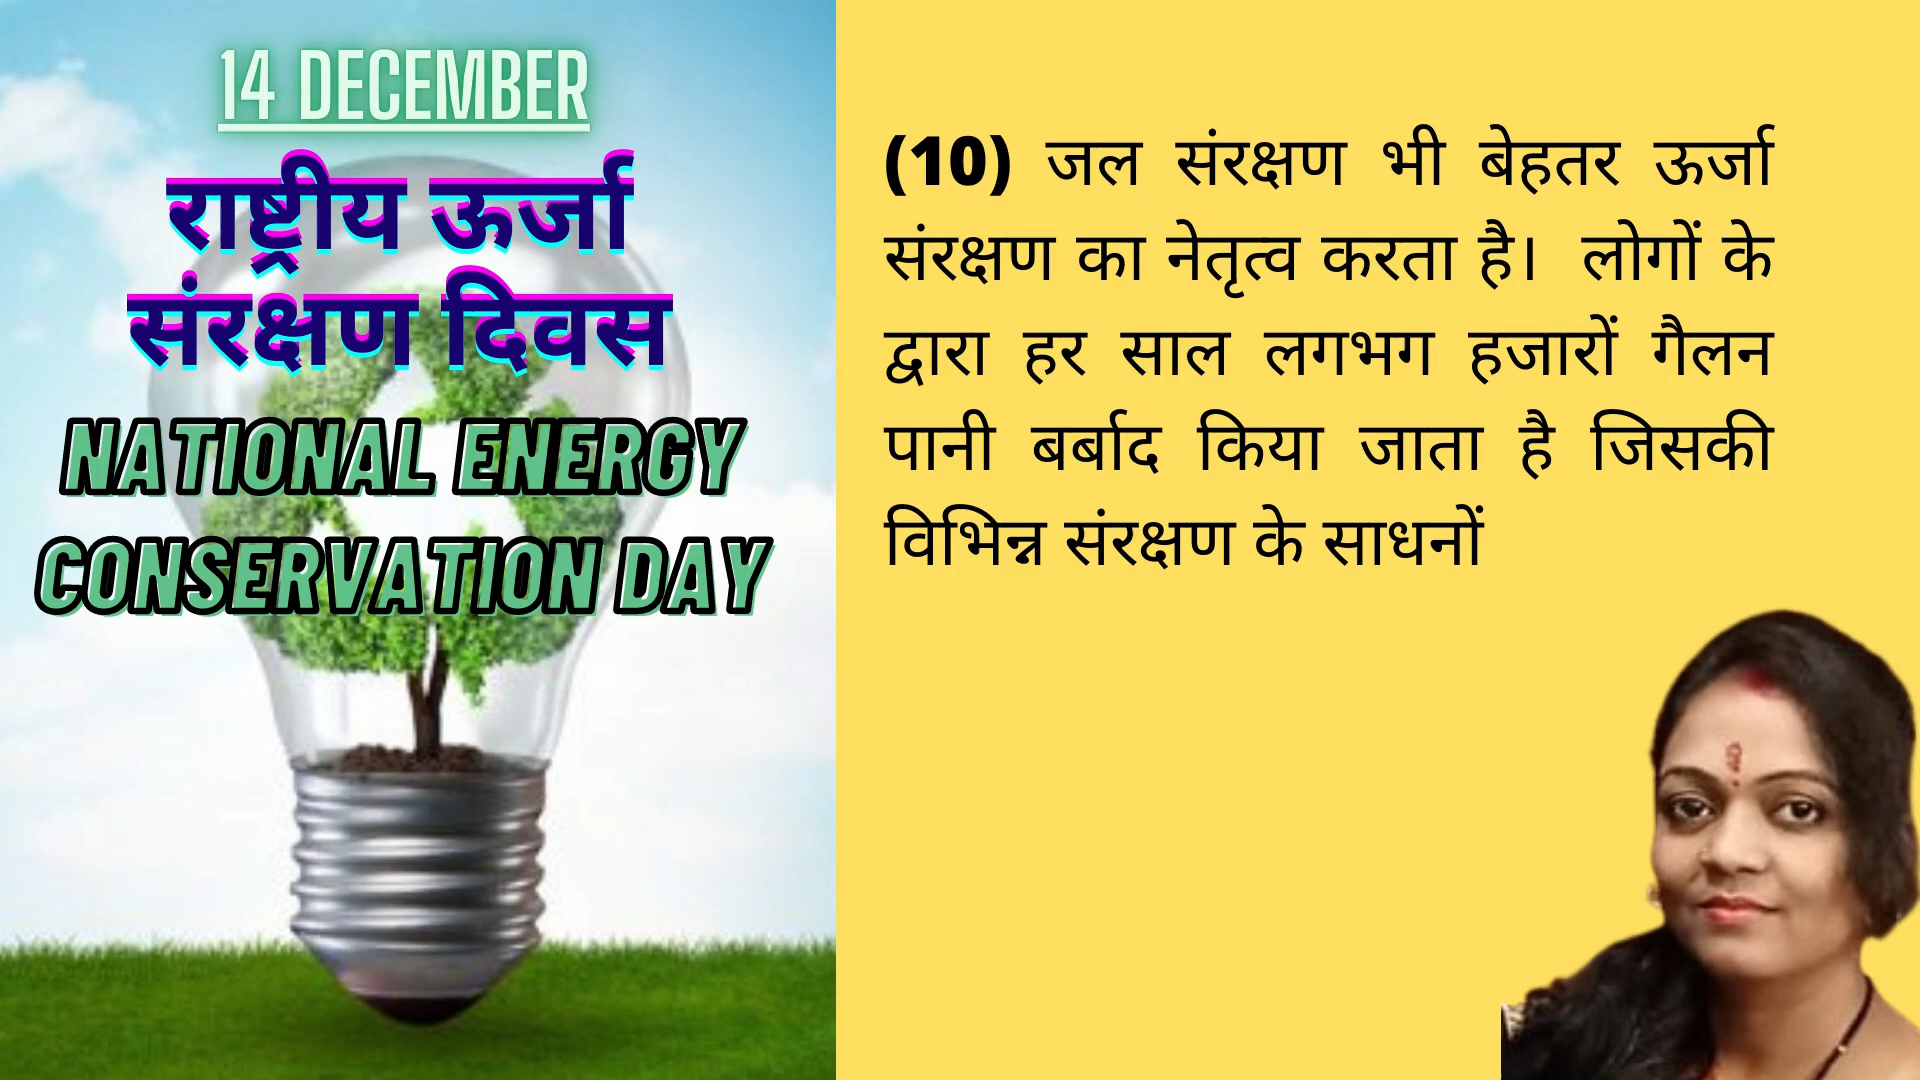 14 DECEMBER
राष्ट्रीय ऊर्जा
संरक्षण दिवस
NATIONAL ENERGY
CONSERVATION DAY
(10) जल संरक्षण भी बेहतर ऊर्जा
संरक्षण का नेतृत्व करता है। लोगों के
द्वारा हर साल लगभग हजारों गैलन
पानी बर्बाद किया जाता है जिसकी
विभिन्न संरक्षण के साधनों